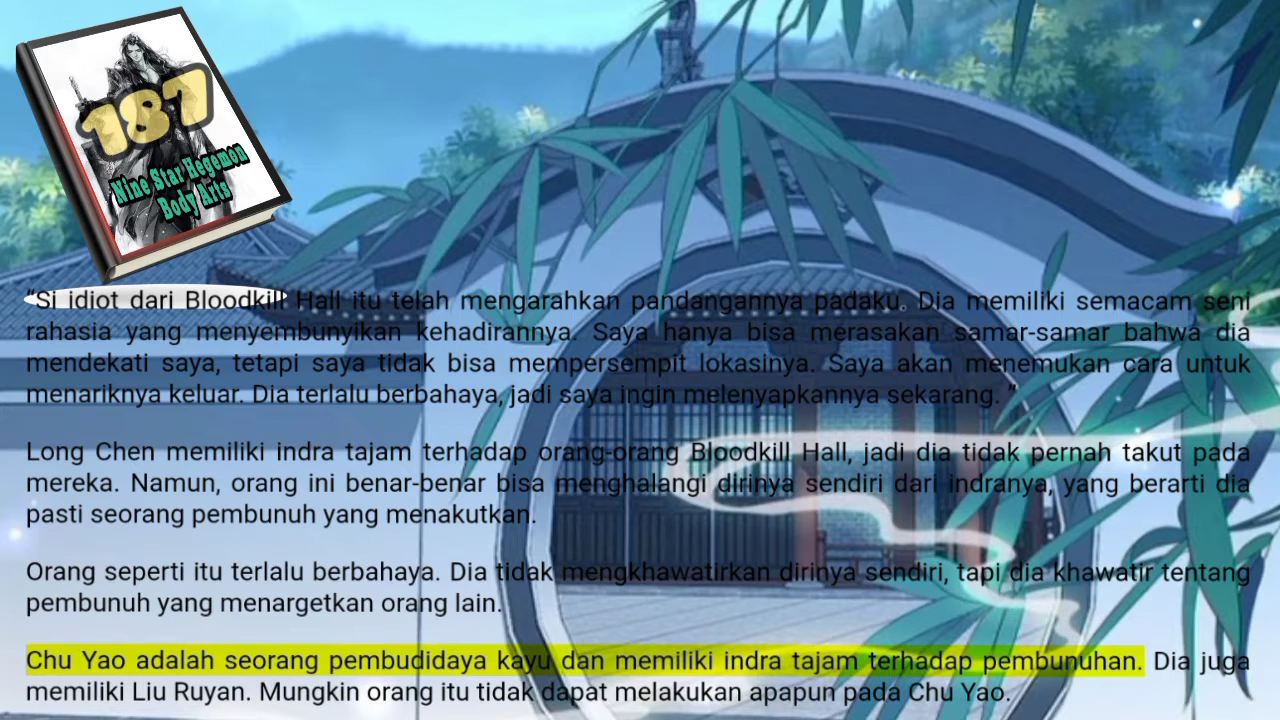 187
Nine Star Hegemon
Body Arts
“Si idiot dari Bloodkill Hall itu telah mengarahkan pandangannya padaku. Dia memiliki semacam seni
rahasia yang menyembunyikan kehadirannya. Saya hanya bisa merasakan samar-samar bahwa dia
mendekati saya, tetapi saya tidak bisa mempersempit lokasinya. Saya akan menemukan cara untuk
menariknya keluar. Dia terlalu berbahaya, jadi saya ingin melenyapkannya sekarang. ”
Long Chen memiliki indra tajam terhadap orang-orang Bloodkill Hall, jadi dia tidak pernah takut pada
mereka. Namun, orang ini benar-benar bisa menghalangi dirinya sendiri dari indranya, yang berarti dia
pasti seorang pembunuh yang menakutkan.
Orang seperti itu terlalu berbahaya. Dia tidak mengkhawatirkan dirinya sendiri, tapi dia khawatir tentang
pembunuh yang menargetkan orang lain.
Chu Yao adalah seorang pembudidaya kayu dan memiliki indra tajam terhadap pembunuhan. Dia juga
memiliki Liu Ruyan. Mungkin orang itu tidak dapat melakukan apapun pada Chu Yao.